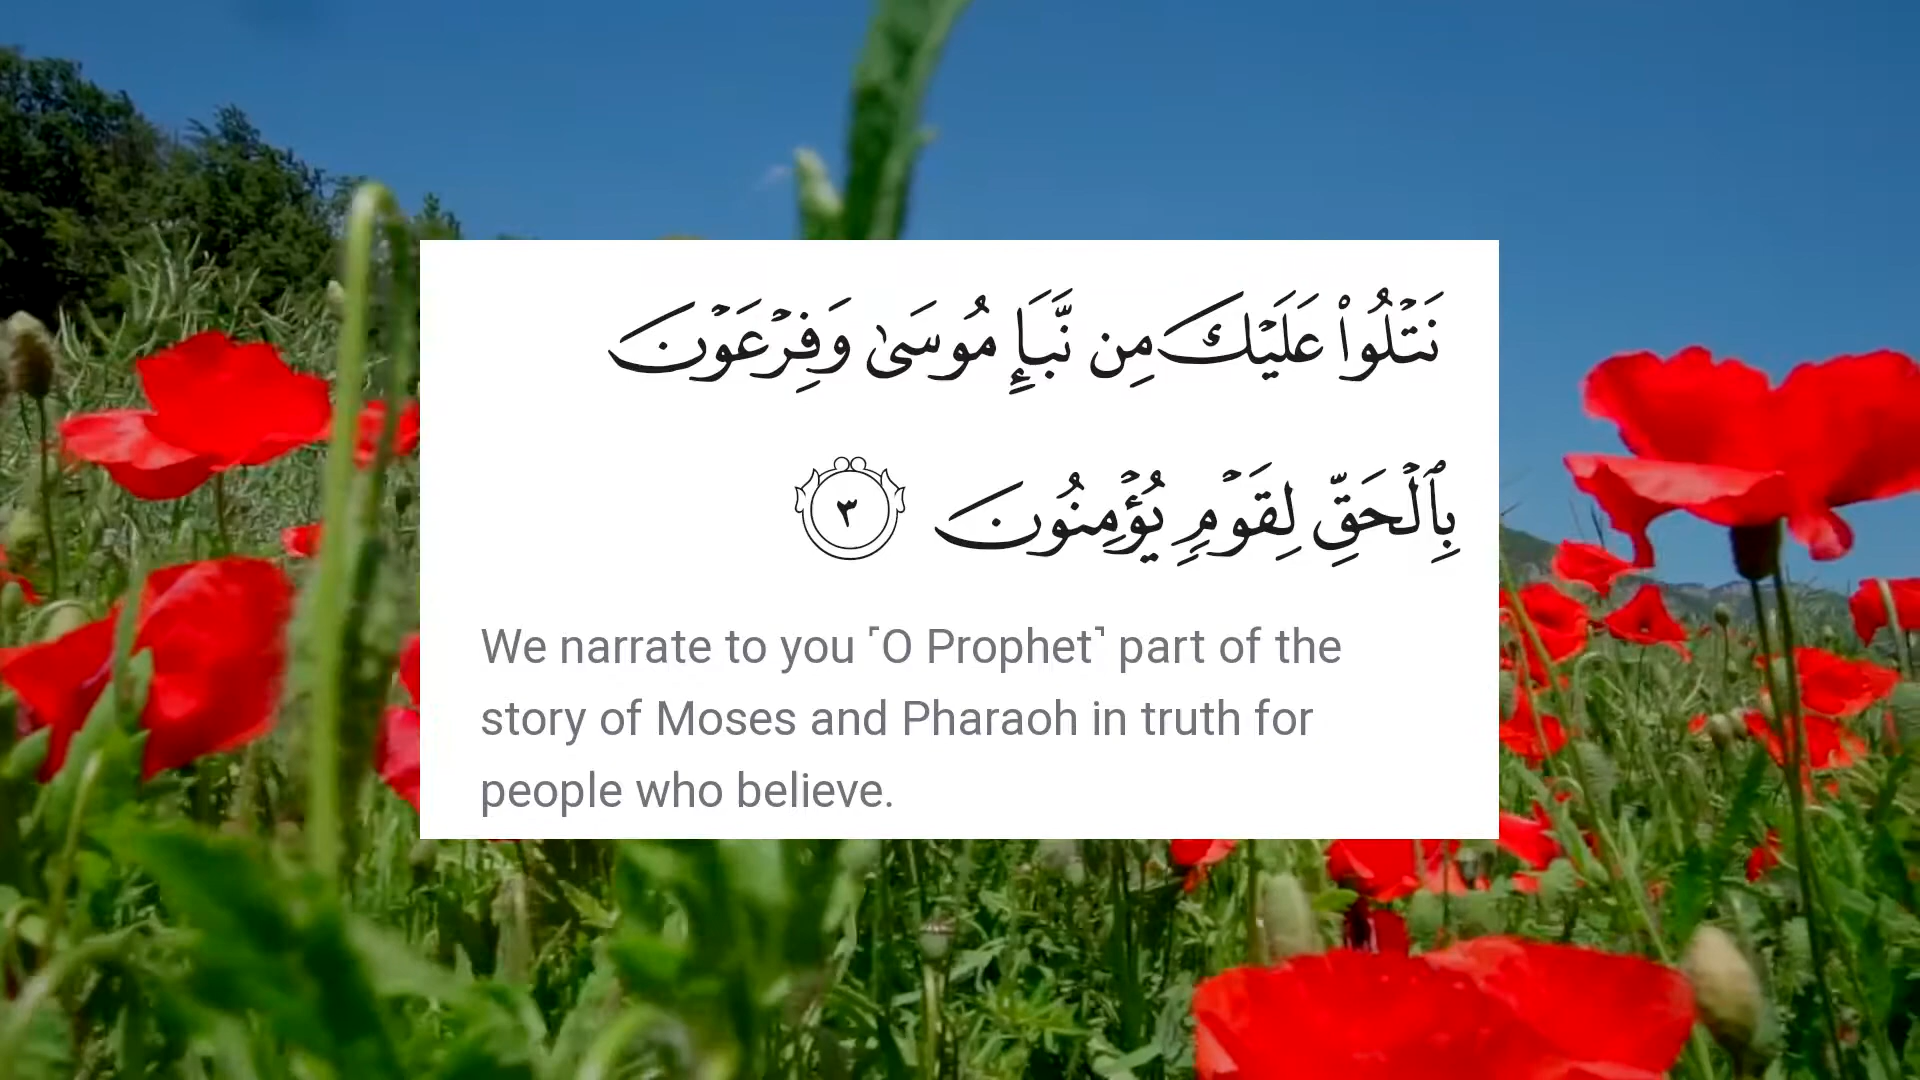 نَتْلُوا۟ عَلَيْكَ مِن نَّبَإِ مُوسَىٰ وَفِرْعَوْنَ
بِٱلْحَقِّ لِقَوْمٍ يُؤْمِنُونَ ٣
We narrate to you ˹O Prophet˺ part of the
story of Moses and Pharaoh in truth for
people who believe.